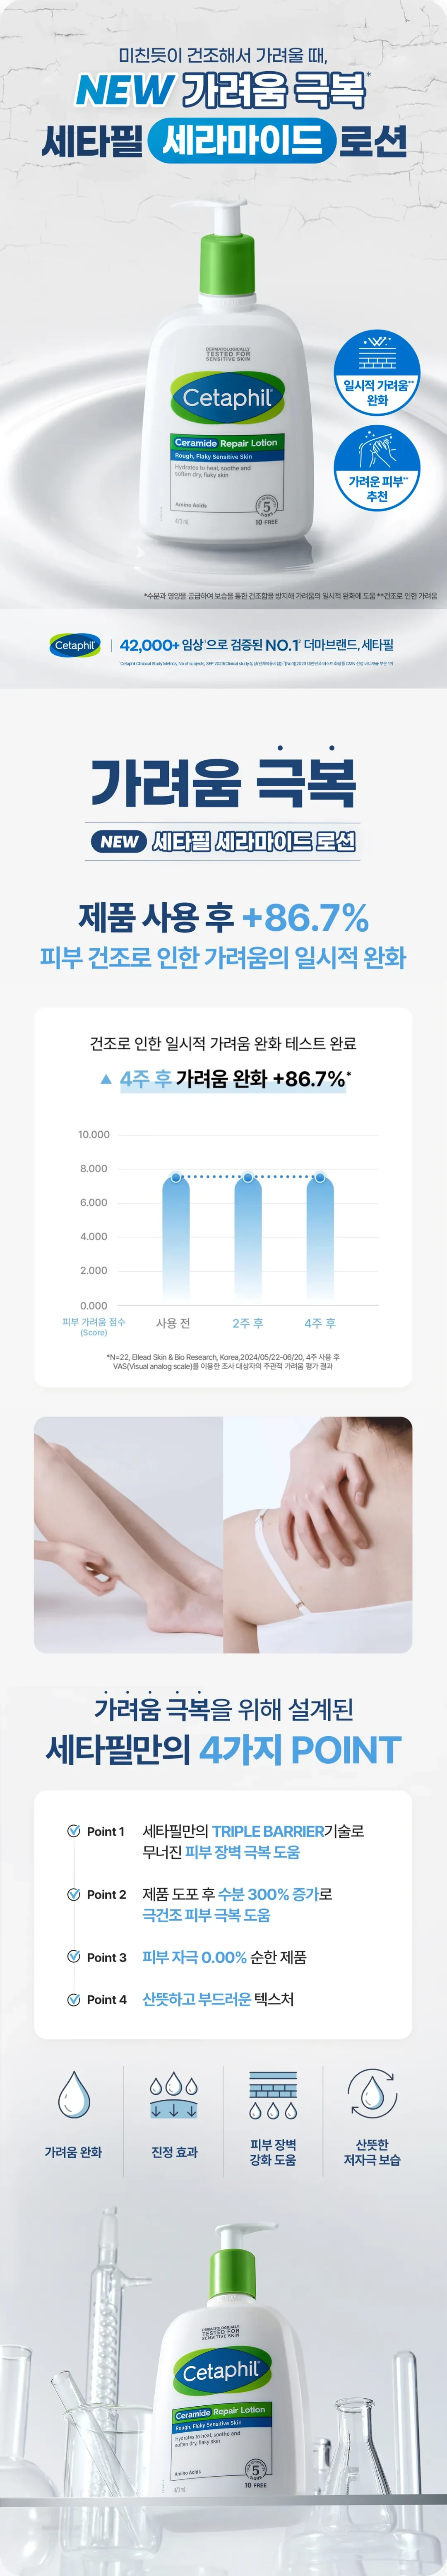 미친듯이 건조해서 가려울 때,
NEW 가려움 극복*
세타필 세라마이드 로션
DERMATOLOGICALLY
TESTED FOR
SENSITIVE SKIN
Cetaphil
Ceramide Repair Lotion
Rough, Flaky Sensitive Skin
Hydrates to heal, soothe and
soften dry, flaky skin
Amino Acids
5
473 ml
10 FREE
일시적 가려움**
완화
가려운 피부**
추천
*수분과 영양을 공급하여 보습을 통한 건조함을 방지해 가려움의 일시적 완화에 도움 **건조로 인한 가려움
Cetaphil
42,000+ 임상으로 검증된 NO.1 더마브랜드, 세타필
가려움 극복
NEW 세타필 세라마이드 로션
제품 사용 후 +86.7%
피부 건조로 인한 가려움의 일시적 완화
건조로 인한 일시적 가려움 완화 테스트 완료
▲ 4주 후 가려움 완화 +86.7%*
10.000
8.000
6.000
4.000
2.000
0.000
피부 가려움 점수
(Score)
사용 전
2주 후
4주 후
*N=22, Ellead Skin & Bio Research, Korea,2024/05/22-06/20, 4주 사용 후
VAS(Visual analog scale)를 이용한 조사 대상자의 주관적 가려움 평가 결과
가려움 극복을 위해 설계된
세타필만의 4가지 POINT
Point 1 세타필만의 TRIPLE BARRIER기술로
무너진 피부 장벽 극복 도움
Point 2 제품 도포 후 수분 300% 증가로
극건조 피부 극복 도움
Point 3 피부 자극 0.00% 순한 제품
Point 4 산뜻하고 부드러운 텍스처
가려움 완화
진정 효과
피부 장벽
강화 도움
산뜻한
저자극 보습
DERMATOLOGICALLY
TESTED FOR
SENSITIVE SKIN
Cetaphil
Ceramide Repair Lotion
Rough, Flaky Sensitive Skin
Hydrates to heal, soothe and
soften dry, flaky skin
Amino Acids
5
473 ml
10 FREE